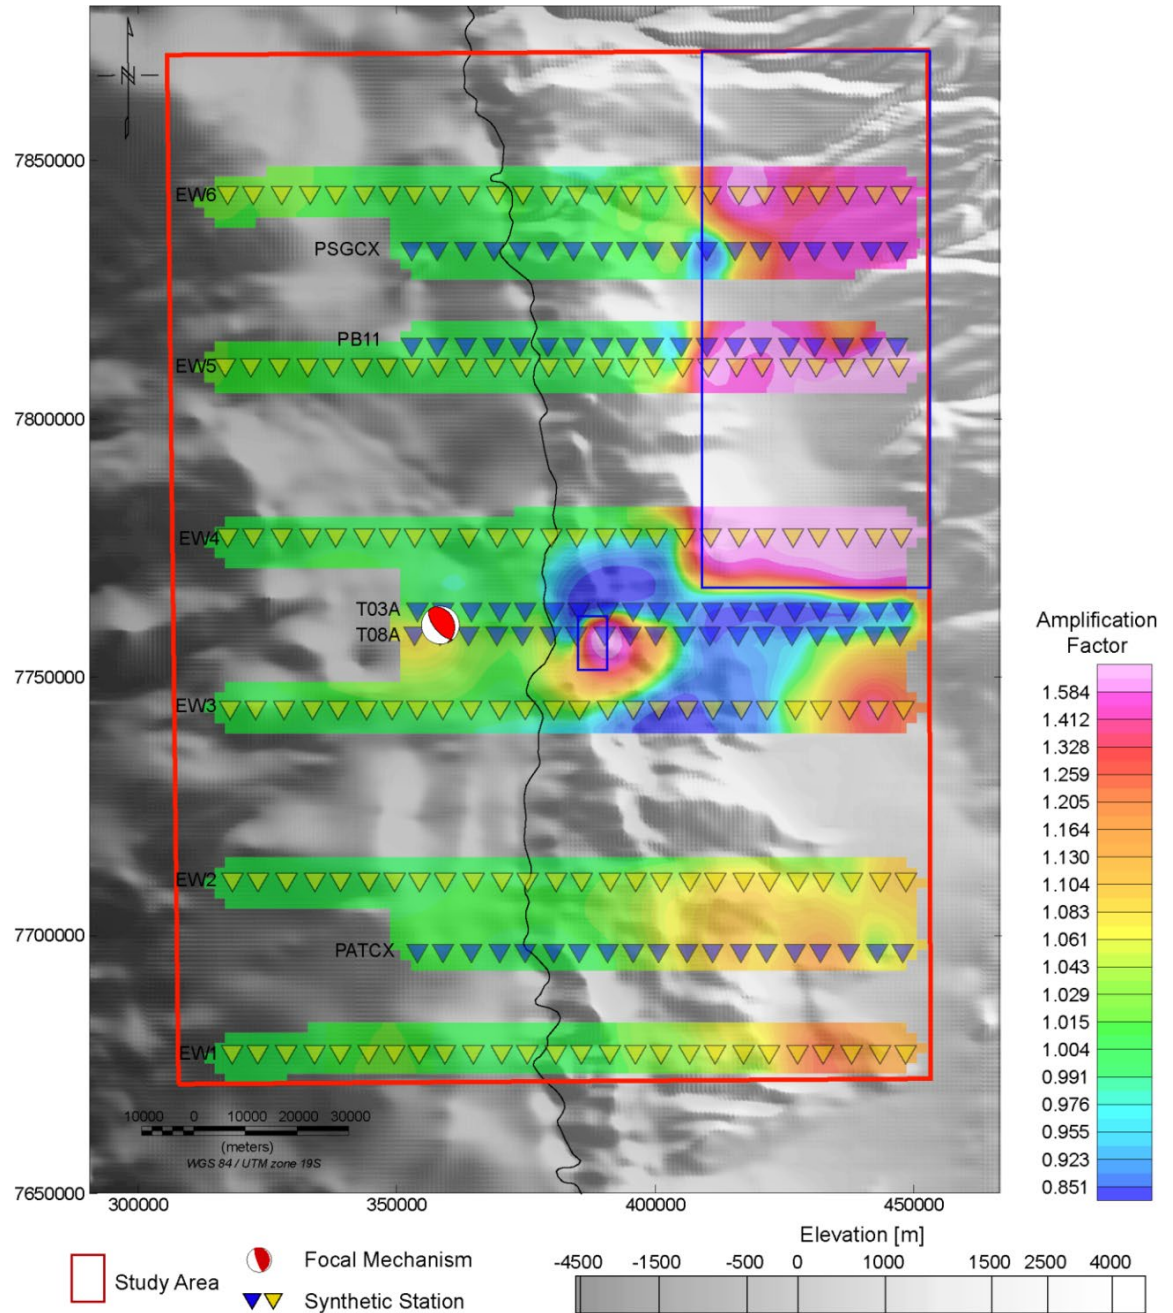 N
7850000
7800000
7750000
7700000
7650000
EW6
PSGCX
PB11
EW5
EW4
T03A
T08A
EW3
EW2
PATCX
EW1
10000 0 10000 20000 30000
(meters)
WGS 84 / UTM zone 19S
300000 350000 400000 450000
Amplification
Factor
1.584
1.412
1.328
1.259
1.205
1.164
1.130
1.104
1.083
1.061
1.043
1.029
1.015
1.004
0.991
0.976
0.955
0.923
0.851
Study Area
Focal Mechanism
Synthetic Station
Elevation [m]
-4500 -1500 -500 0 1000 1500 2500 4000